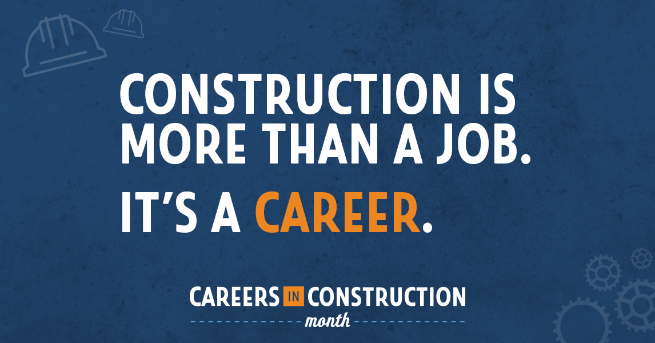 CONSTRUCTION IS
MORE THAN A JOB.
IT'S A CAREER.
CAREERS IN CONSTRUCTION
month